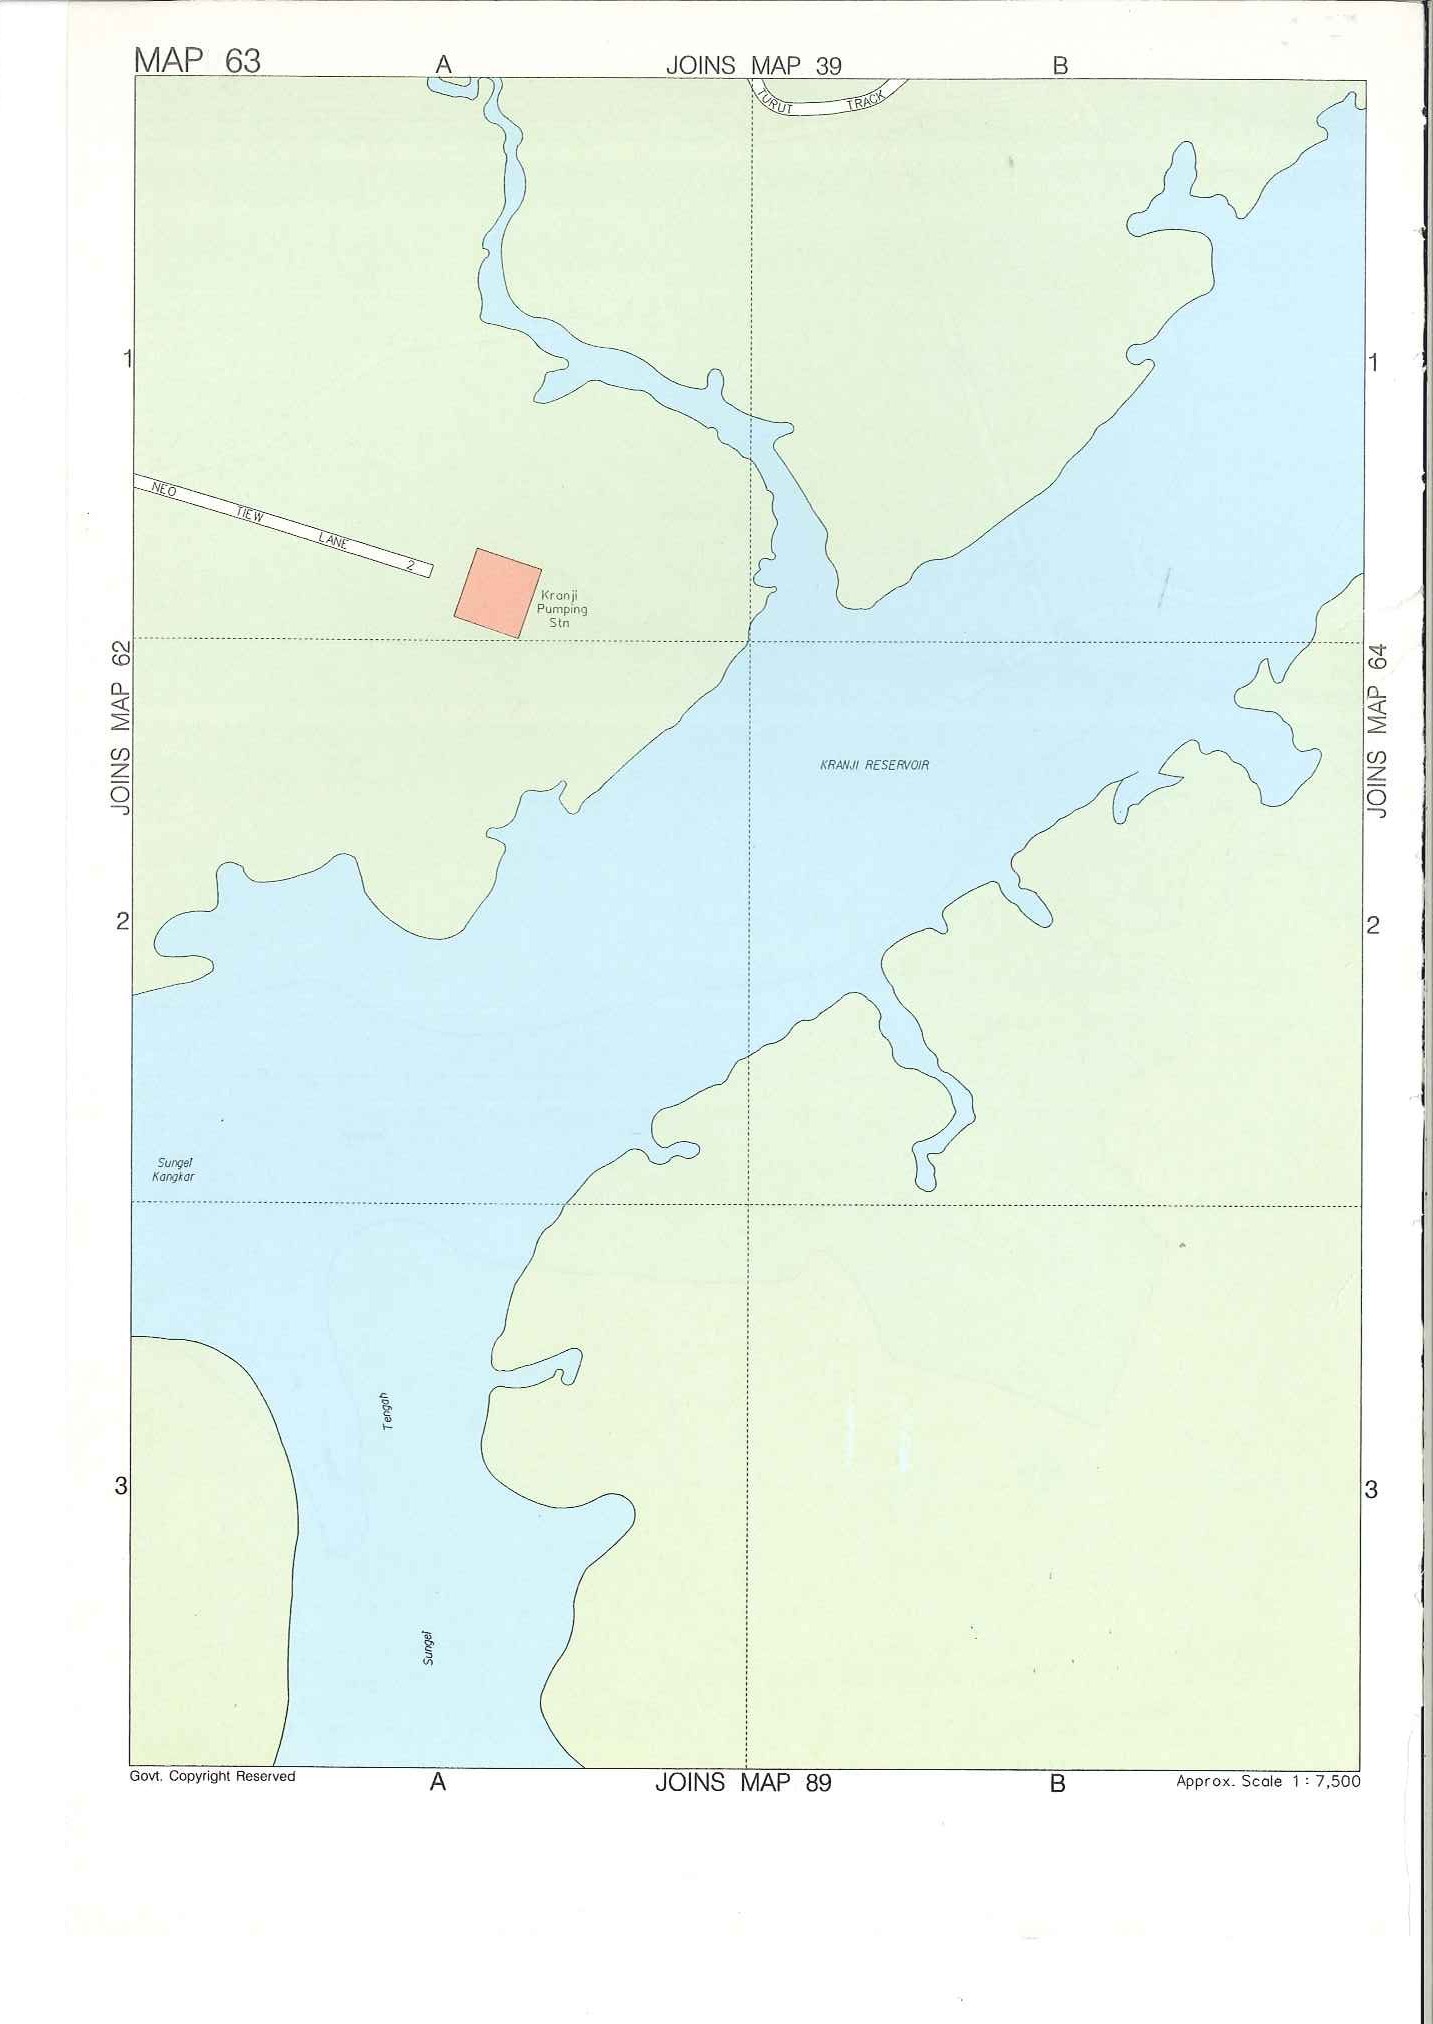 MAP 63
A
JOINS MAP 39
B
TURUT TRACK
1
1
NEO TIEW LANE 2
Kranji
Pumping
Stn
JOINS MAP 62
JOINS MAP 64
KRANJI RESERVOIR
2
2
Sungei
Kangkar
Tengah
3
3
Sungei
Govt. Copyright Reserved
A
JOINS MAP 89
B
Approx. Scale 1 : 7,500